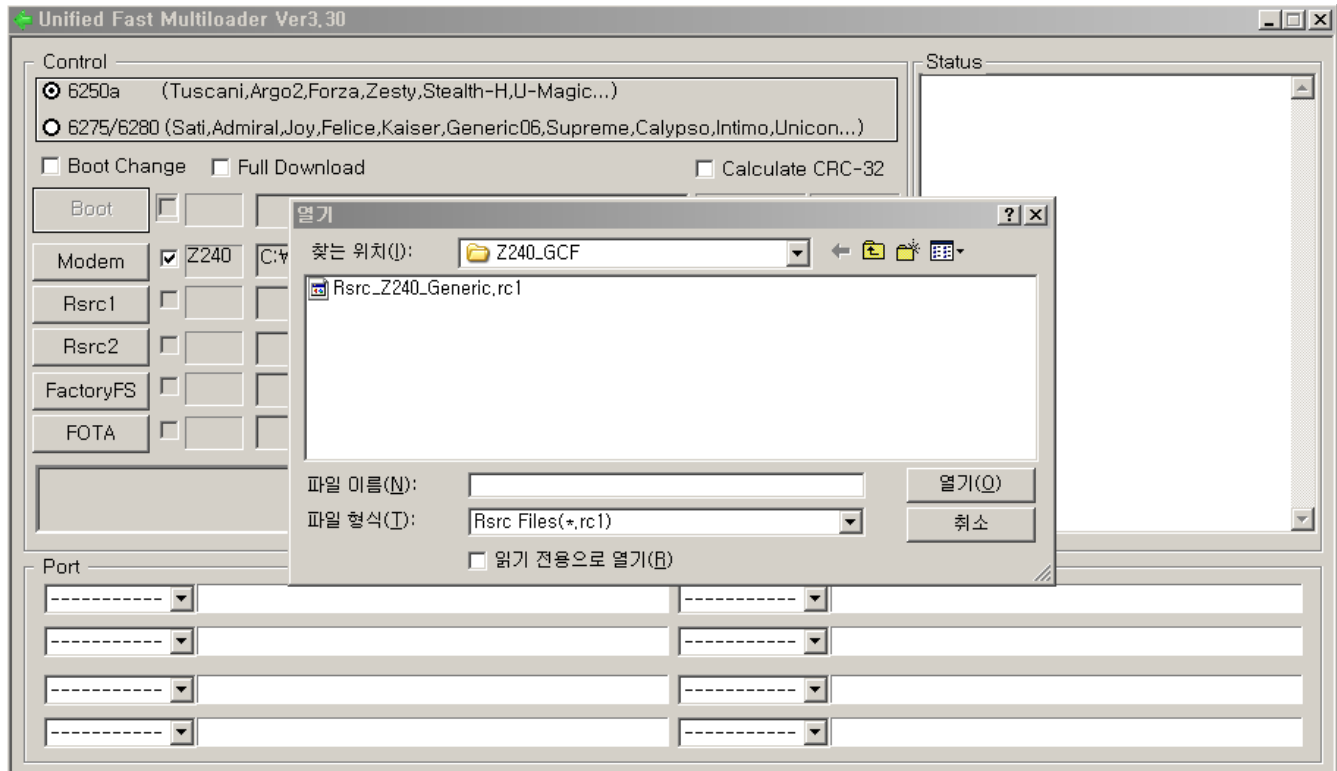 Unified Fast Multiloader Ver3.30
Control
6250a (Tuscani,Argo2,Forza,Zesty,Stealth-H,U-Magic...)
6275/6280 (Sati,Admiral,Joy,Felice,Kaiser,Generic06,Supreme,Calypso,Intimo,Unicon...)
Boot Change Full Download Calculate CRC-32
Status
Boot
Modem Z240 C:₩
Rsrc1
Rsrc2
FactoryFS
FOTA
열기
찾는 위치(I): Z240_GCF
Rsrc_Z240_Generic.rc1
파일 이름(N): 열기(O)
파일 형식(T): Rsrc Files(*.rc1) 취소
읽기 전용으로 열기(R)
Port
----------- -----------
----------- -----------
----------- -----------
----------- -----------